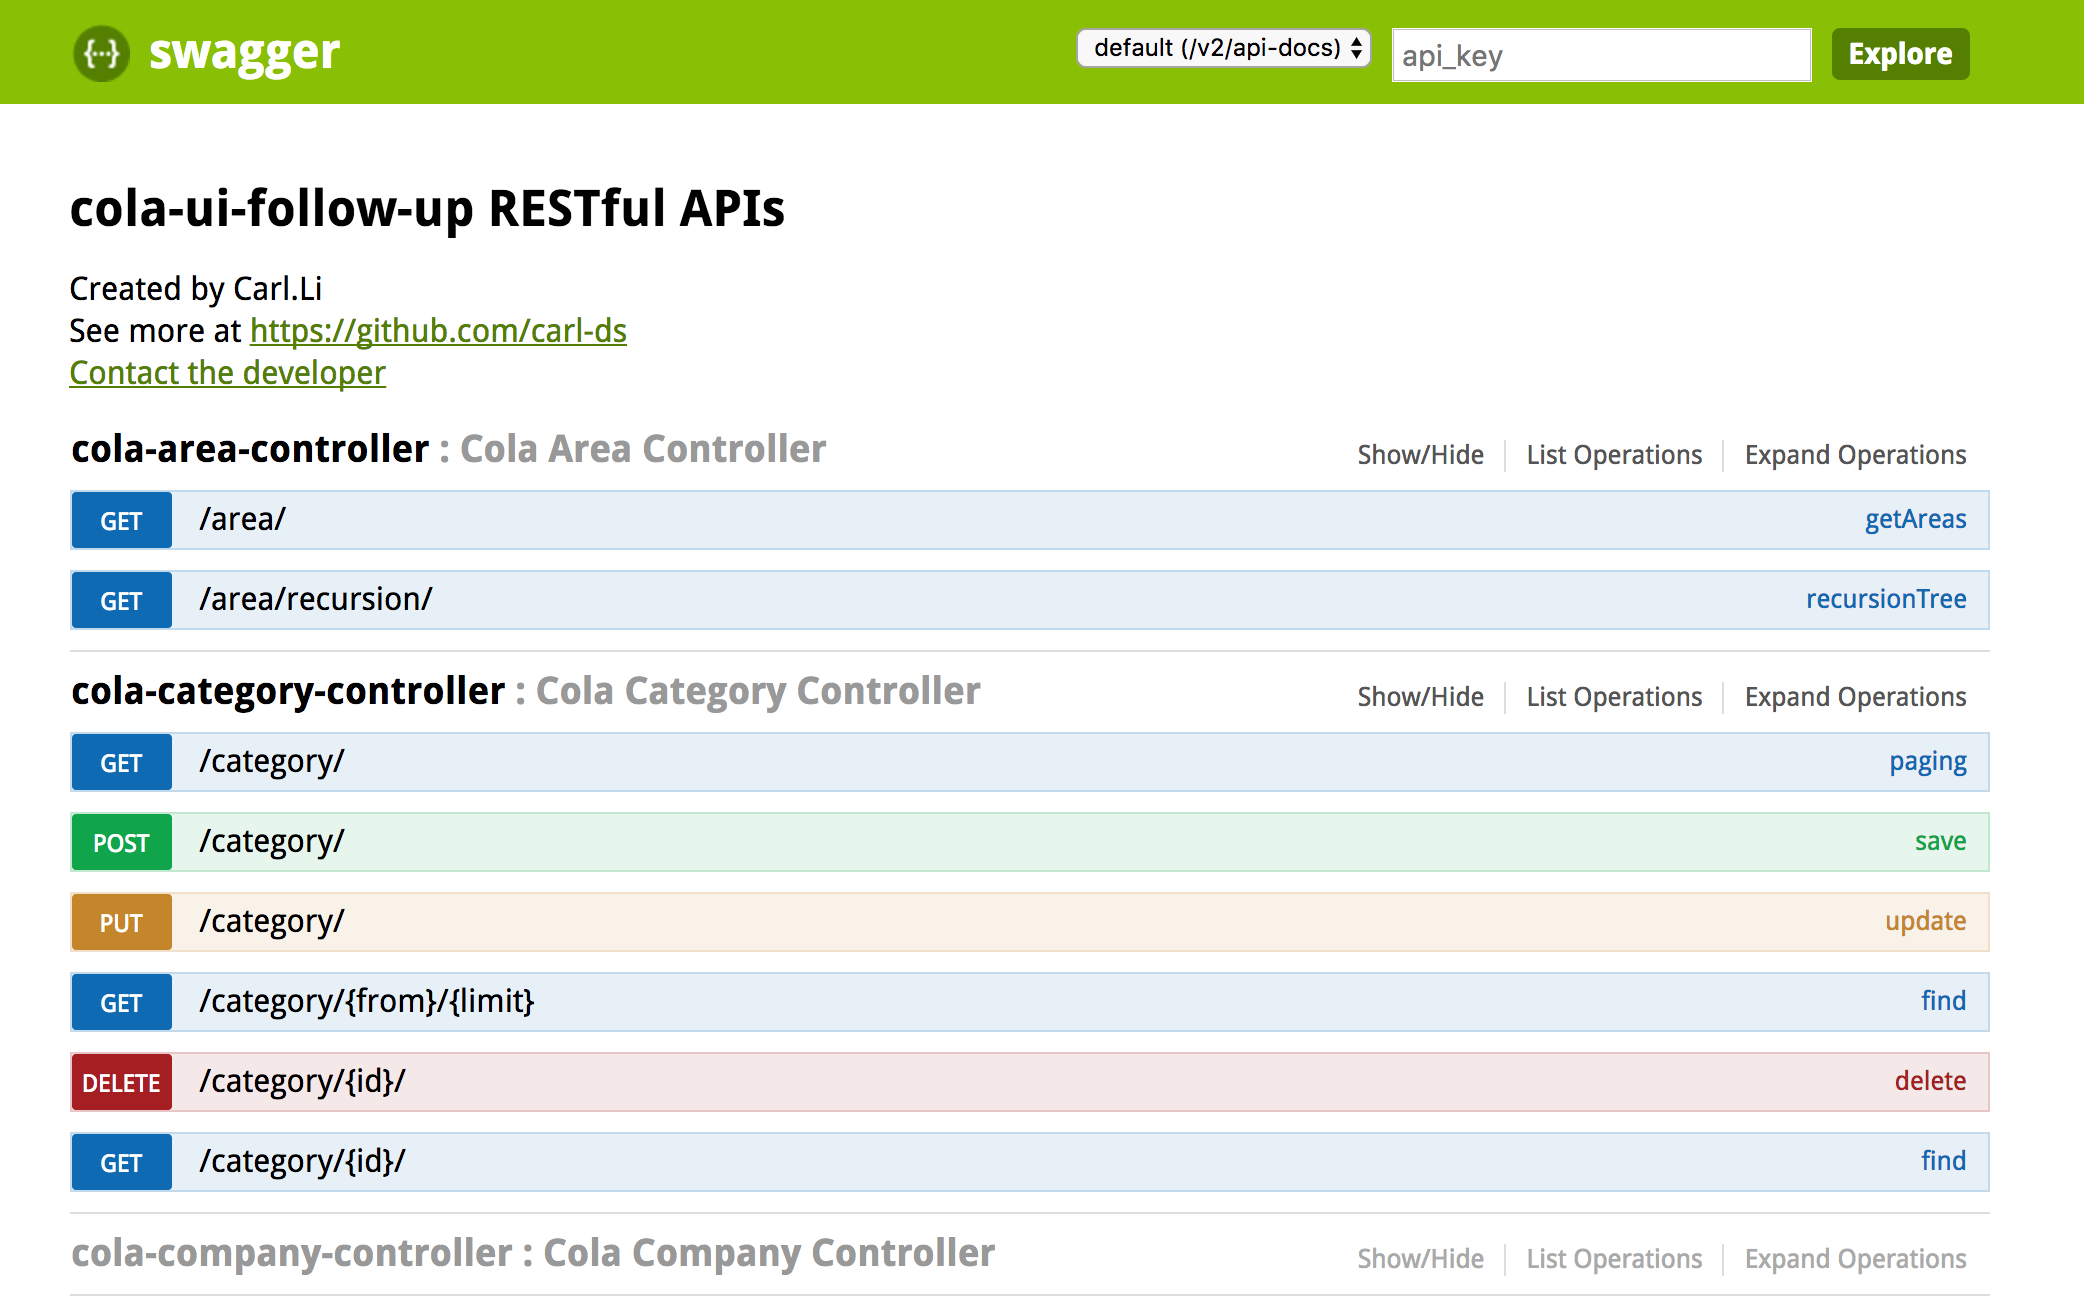 {···} swagger default (/v2/api-docs) api_key Explore
cola-ui-follow-up RESTful APIs
Created by Carl.Li
See more at https://github.com/carl-ds
Contact the developer
cola-area-controller : Cola Area Controller Show/Hide List Operations Expand Operations
GET /area/ getAreas
GET /area/recursion/ recursionTree
cola-category-controller : Cola Category Controller Show/Hide List Operations Expand Operations
GET /category/ paging
POST /category/ save
PUT /category/ update
GET /category/{from}/{limit} find
DELETE /category/{id}/ delete
GET /category/{id}/ find
cola-company-controller : Cola Company Controller Show/Hide List Operations Expand Operations